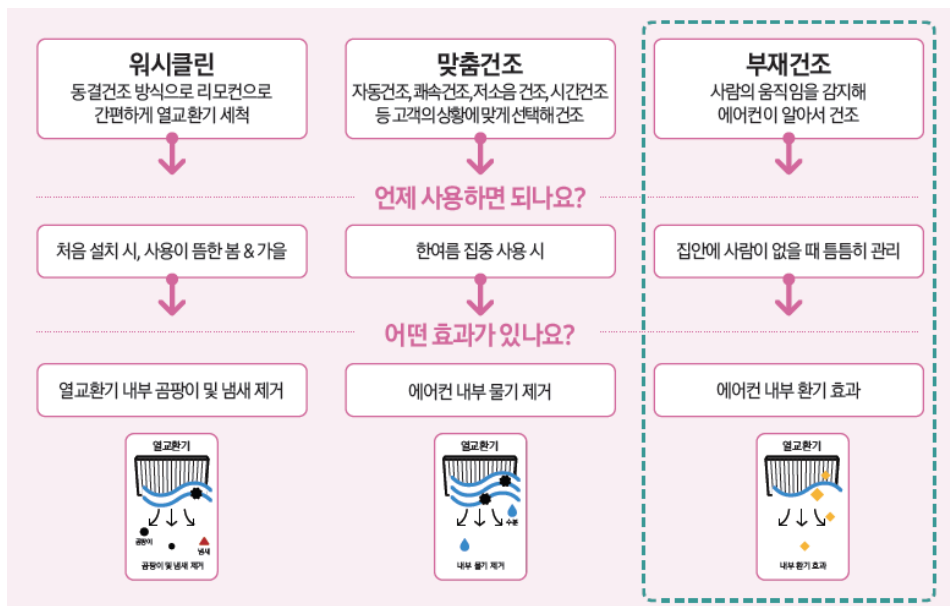 워시클린
동결건조 방식으로 리모컨으로
간편하게 열교환기 세척
맞춤건조
자동건조, 쾌속건조, 저소음 건조, 시간건조
등 고객의 상황에 맞게 선택해 건조
부재건조
사람의 움직임을 감지해
에어컨이 알아서 건조
언제 사용하면 되나요?
처음 설치 시, 사용이 뜸한 봄 & 가을
한여름 집중 사용 시
집안에 사람이 없을 때 틈틈히 관리
어떤 효과가 있나요?
열교환기 내부 곰팡이 및 냄새 제거
에어컨 내부 물기 제거
에어컨 내부 환기 효과
열교환기
곰팡이
냄새
곰팡이 및 냄새 제거
열교환기
수분
내부 물기 제거
열교환기
내부 환기 효과